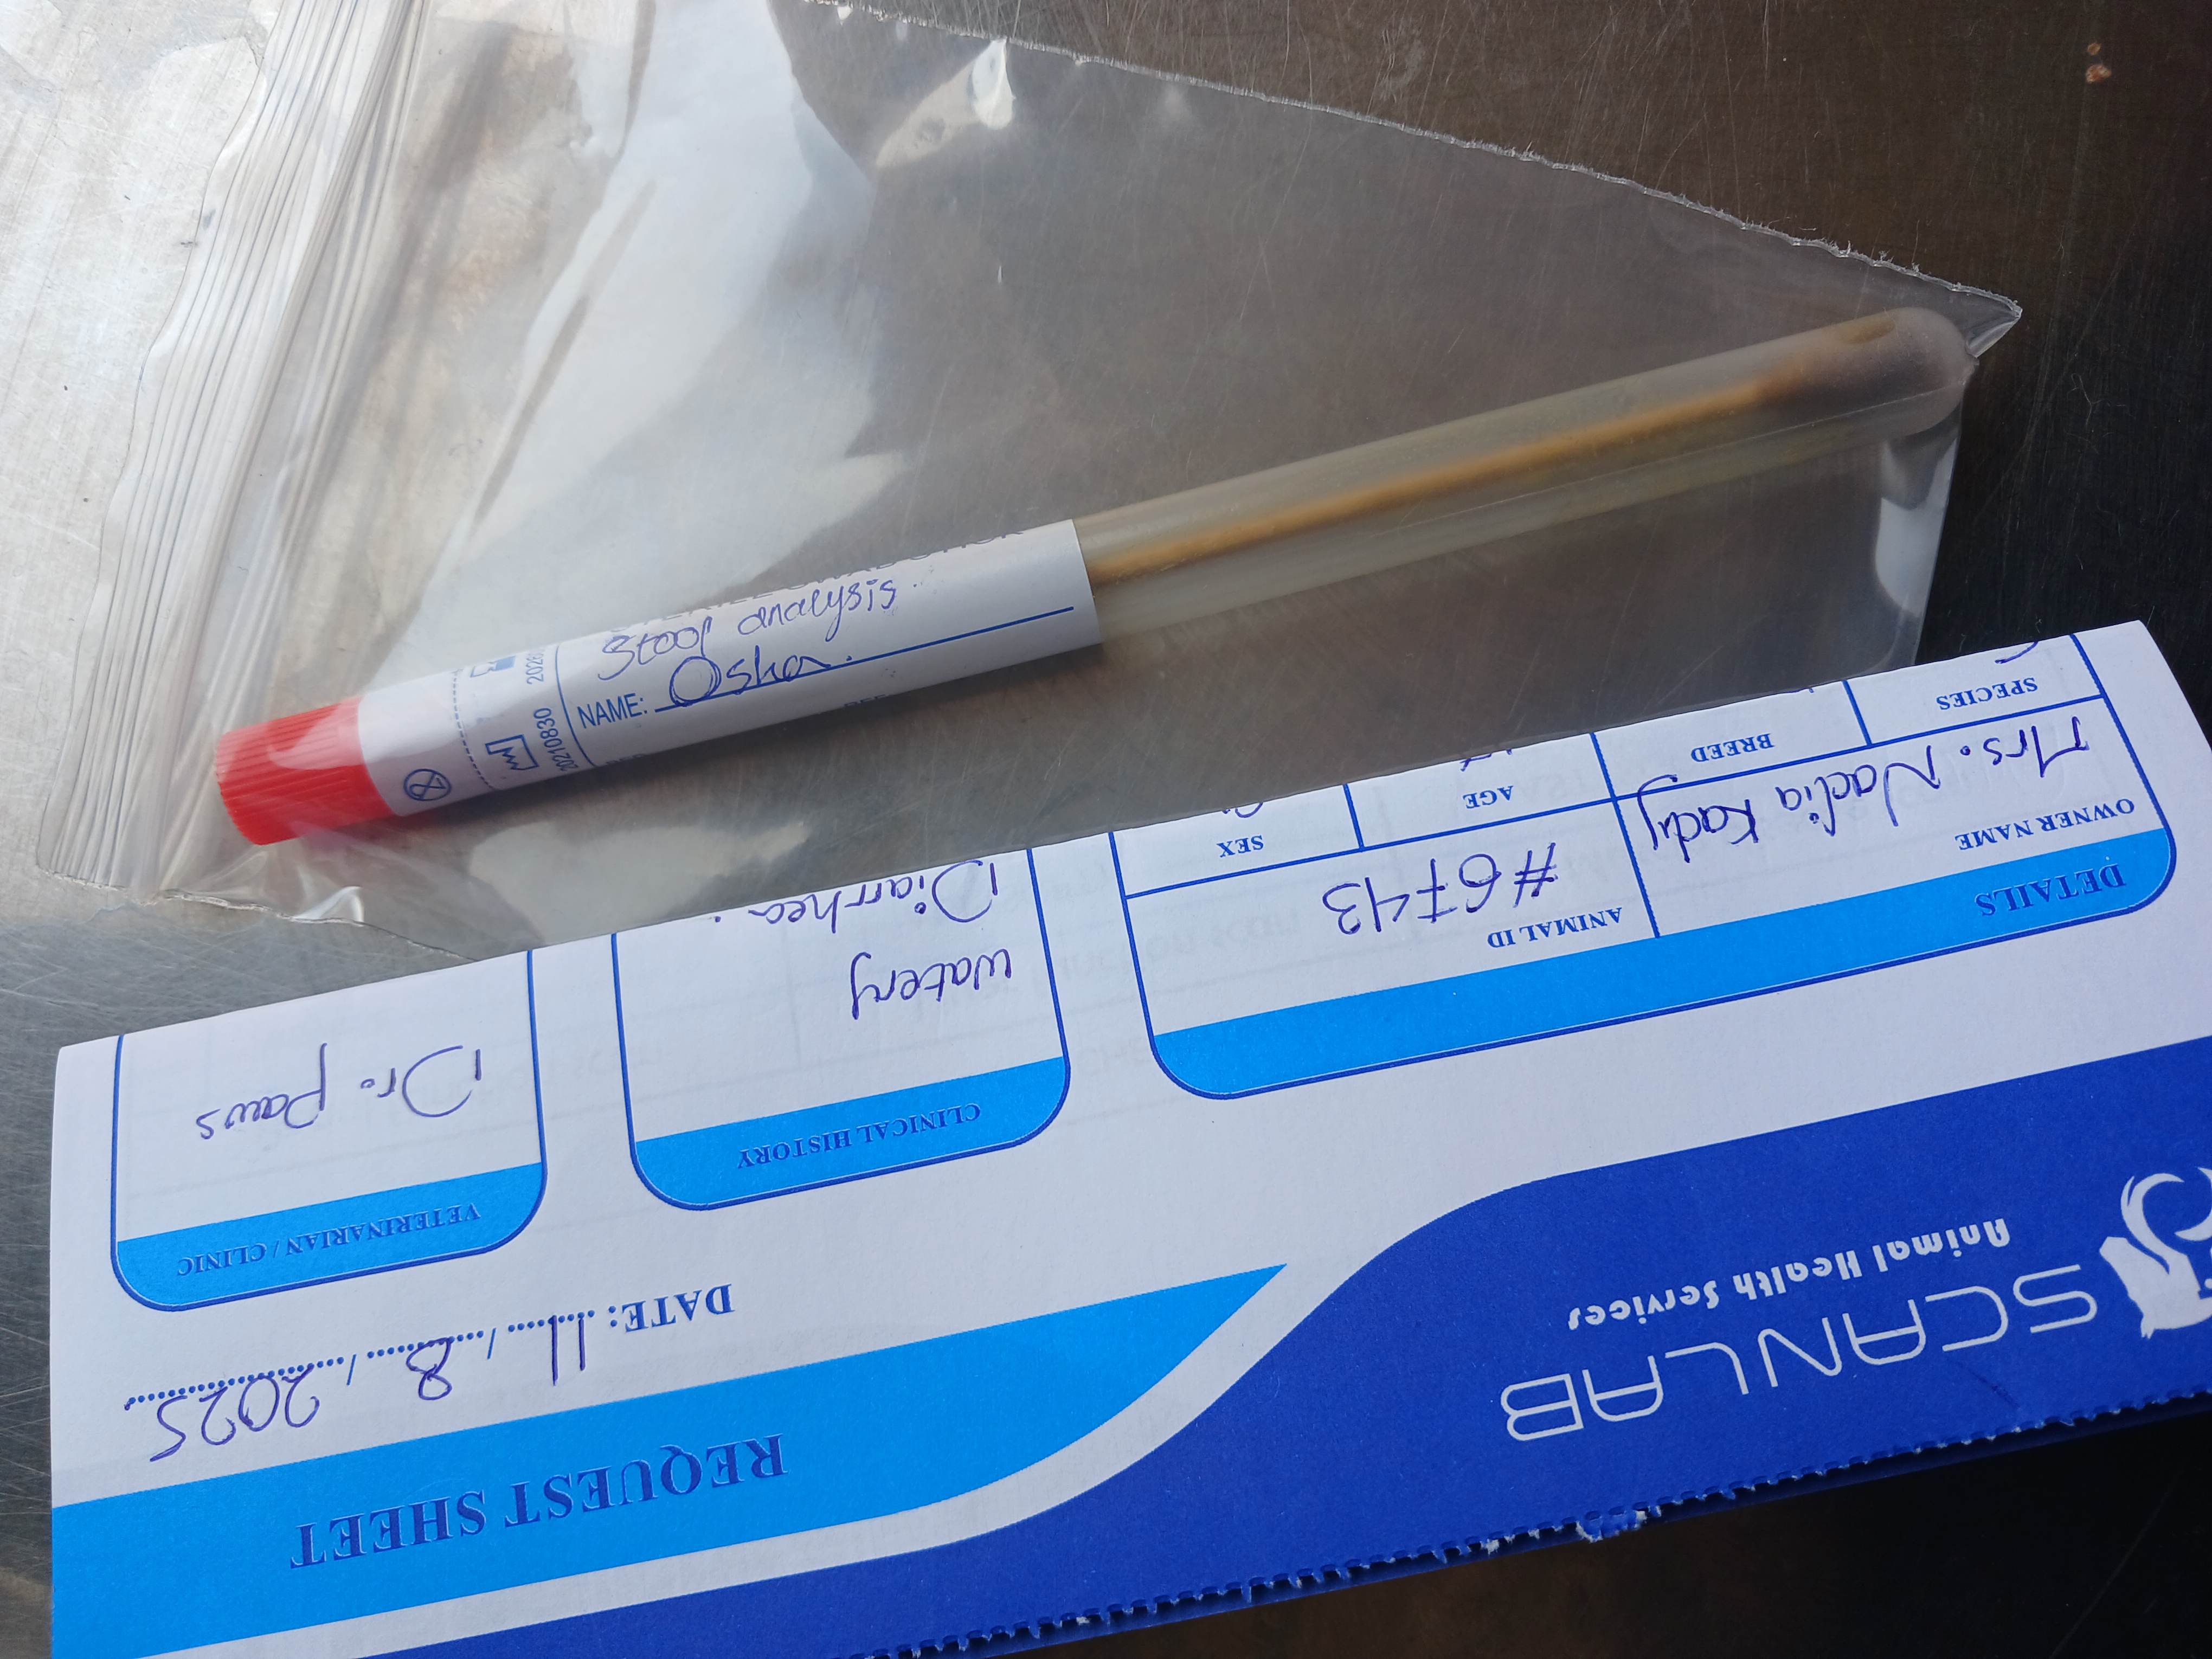 Stool analysis.
NAME: Osha.
20210830
SCANLAB
Animal Health Services
REQUEST SHEET
DATE: 11 / 8 / 2025
DETAILS
OWNER NAME
Mrs. Nadia Kady
ANIMAL ID
#6743
SPECIES
BREED
AGE
SEX
CLINICAL HISTORY
Watery
Diarrhea.
VETERINARIAN / CLINIC
Dr. Paws